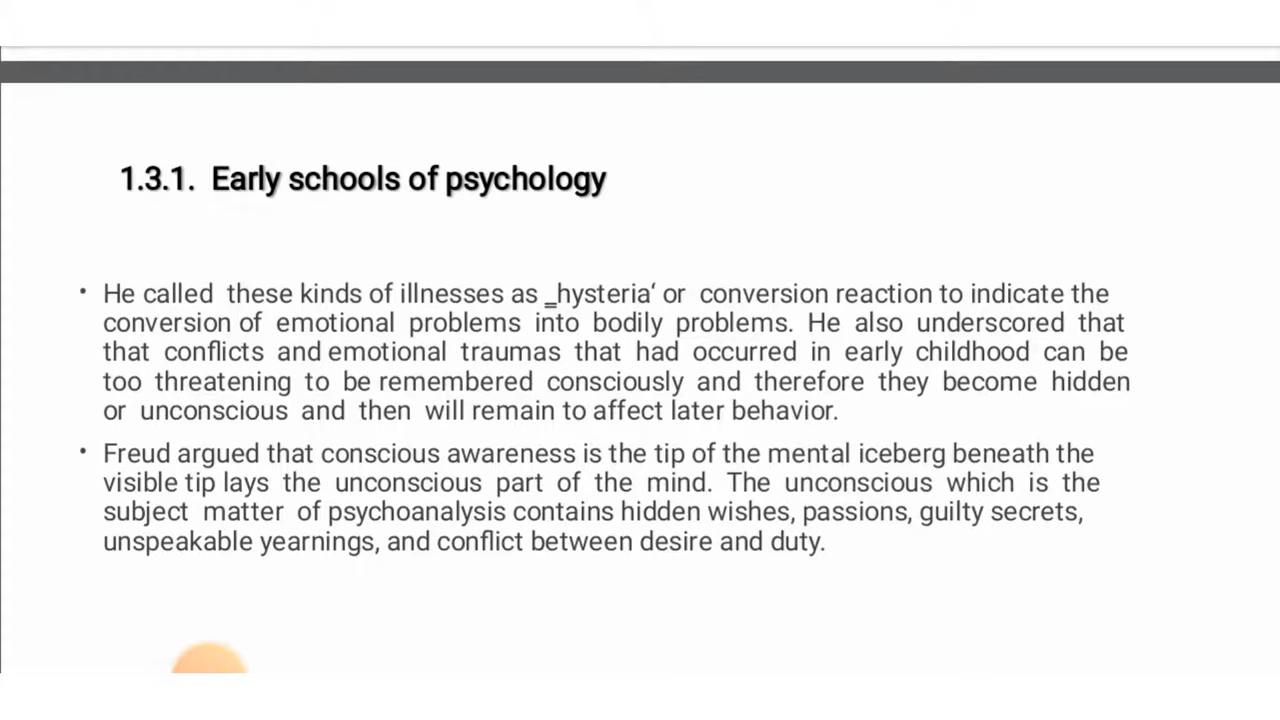 1.3.1. Early schools of psychology
• He called these kinds of illnesses as ‗hysteria‘ or conversion reaction to indicate the
conversion of emotional problems into bodily problems. He also underscored that
that conflicts and emotional traumas that had occurred in early childhood can be
too threatening to be remembered consciously and therefore they become hidden
or unconscious and then will remain to affect later behavior.
• Freud argued that conscious awareness is the tip of the mental iceberg beneath the
visible tip lays the unconscious part of the mind. The unconscious which is the
subject matter of psychoanalysis contains hidden wishes, passions, guilty secrets,
unspeakable yearnings, and conflict between desire and duty.